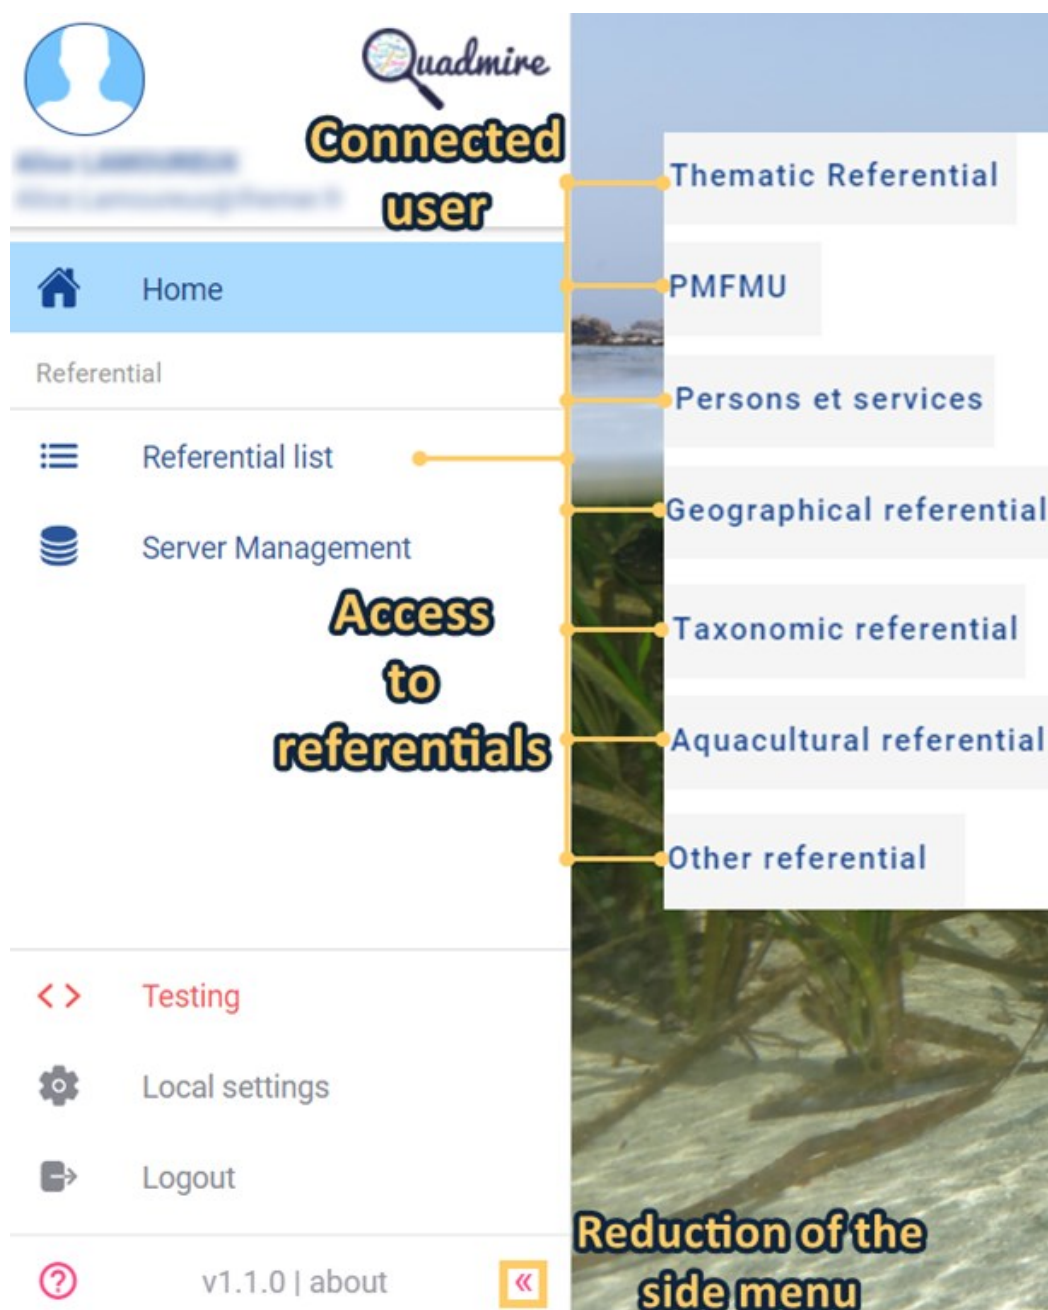 Quadmire
Connected
user
Home
Referential
Referential list
Server Management
Access
to
referentials
Thematic Referential
PMFMU
Persons et services
Geographical referential
Taxonomic referential
Aquacultural referential
Other referential
Testing
Local settings
Logout
v1.1.0 | about
«
Reduction of the
side menu